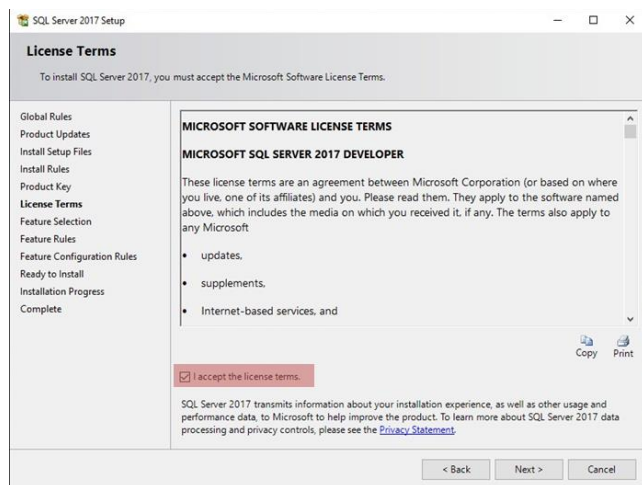 SQL Server 2017 Setup
License Terms
To install SQL Server 2017, you must accept the Microsoft Software License Terms.
Global Rules
Product Updates
Install Setup Files
Install Rules
Product Key
License Terms
Feature Selection
Feature Rules
Feature Configuration Rules
Ready to Install
Installation Progress
Complete
MICROSOFT SOFTWARE LICENSE TERMS
MICROSOFT SQL SERVER 2017 DEVELOPER
These license terms are an agreement between Microsoft Corporation (or based on where
you live, one of its affiliates) and you. Please read them. They apply to the software named
above, which includes the media on which you received it, if any. The terms also apply to
any Microsoft
• updates,
• supplements,
• Internet-based services, and
Copy Print
I accept the license terms.
SQL Server 2017 transmits information about your installation experience, as well as other usage and
performance data, to Microsoft to help improve the product. To learn more about SQL Server 2017 data
processing and privacy controls, please see the Privacy Statement.
< Back Next > Cancel